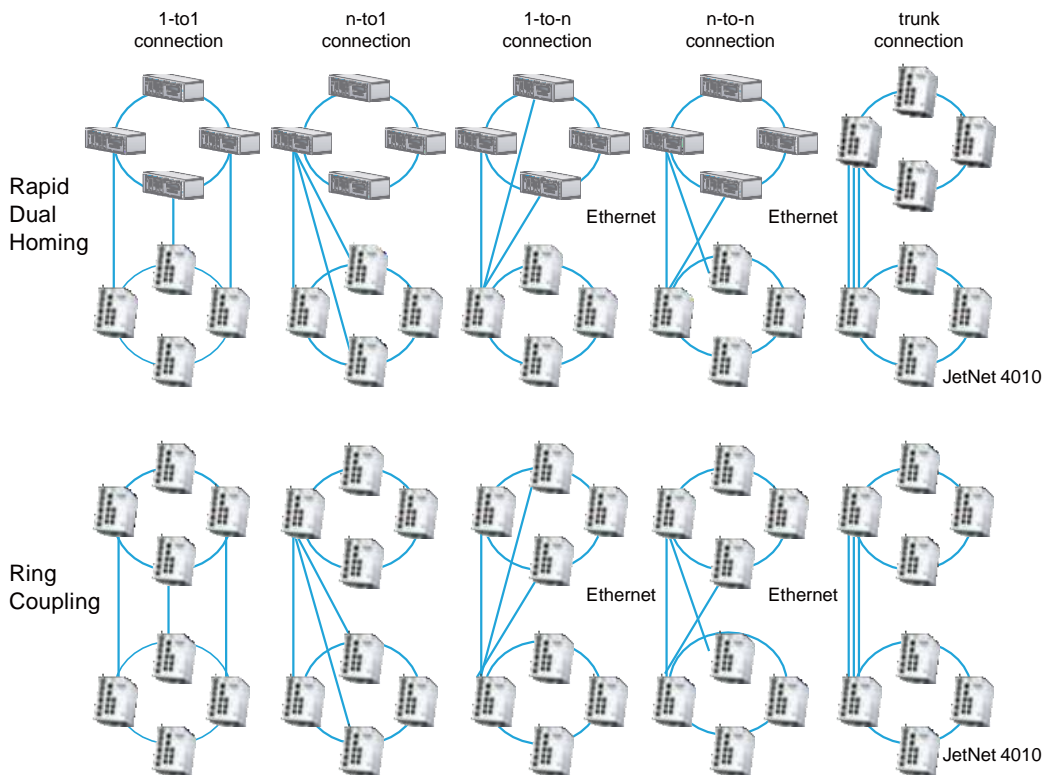 1-to1
connection
n-to1
connection
1-to-n
connection
n-to-n
connection
trunk
connection
Rapid
Dual
Homing
Ethernet
Ethernet
JetNet 4010
Ring
Coupling
Ethernet
Ethernet
JetNet 4010